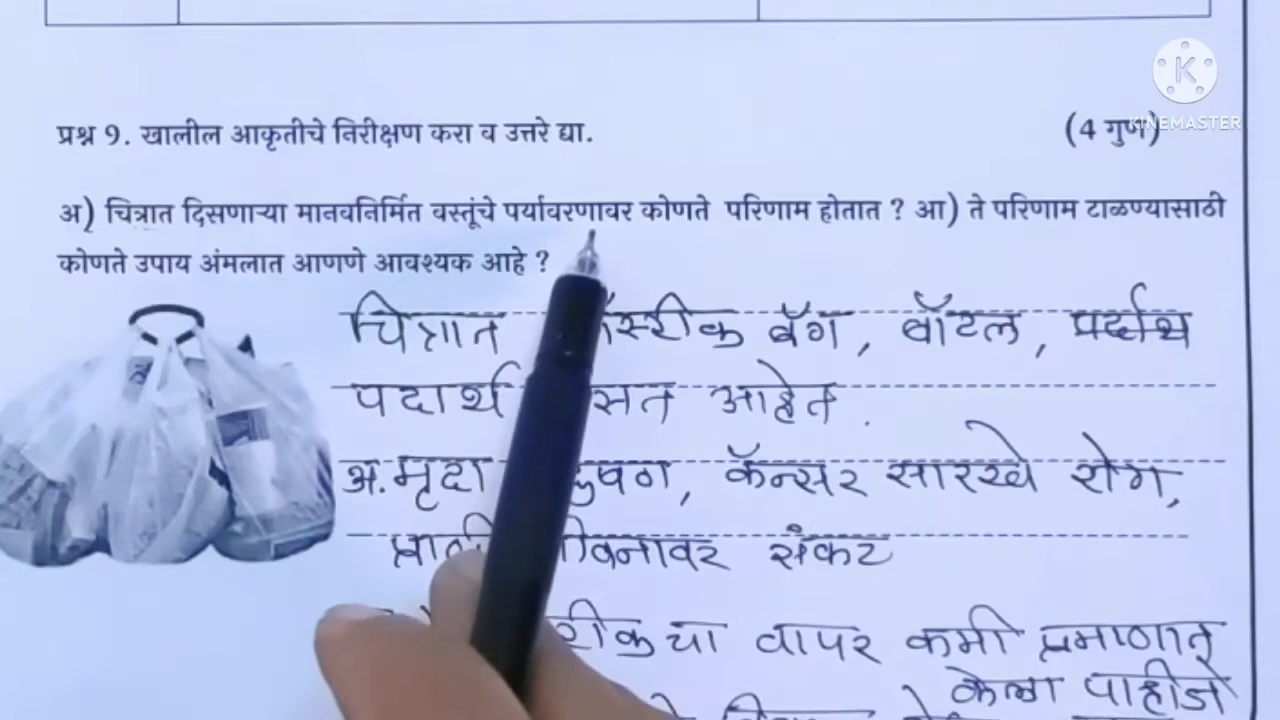 KINEMASTER
प्रश्न 9. खालील आकृतीचे निरीक्षण करा व उत्तरे द्या. (4 गुण)
अ) चित्रात दिसणाऱ्या मानवनिर्मित वस्तूंचे पर्यावरणावर कोणते परिणाम होतात ? आ) ते परिणाम टाळण्यासाठी
कोणते उपाय अंमलात आणणे आवश्यक आहे ?
चित्रात बॅग, बॉटल,
पदार्थ आहेत.
अ. मृदा कॅन्सर सारखे रोग,
संकट
चा वापर कमी प्रमाणात
केला पाहीजे